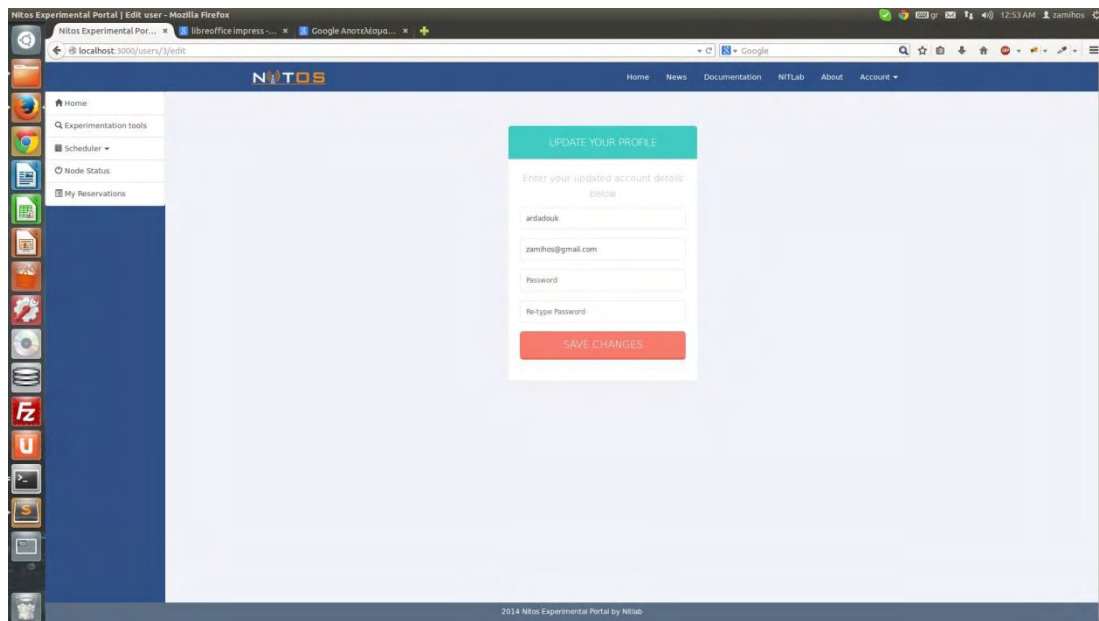 Nitos Experimental Portal | Edit user - Mozilla Firefox
gr 12:53 AM zamihos
Nitos Experimental Por... × libreoffice impress -... × Google Αποτελέσμα... ×
localhost:3000/users/3/edit
Google
NITOS
Home News Documentation NITLab About Account
Home
Experimentation tools
Scheduler
Node Status
My Reservations
UPDATE YOUR PROFILE
Enter your updated account details
below
ardadouk
zamihos@gmail.com
Password
Re-type Password
SAVE CHANGES
2014 Nitos Experimental Portal by Nitlab